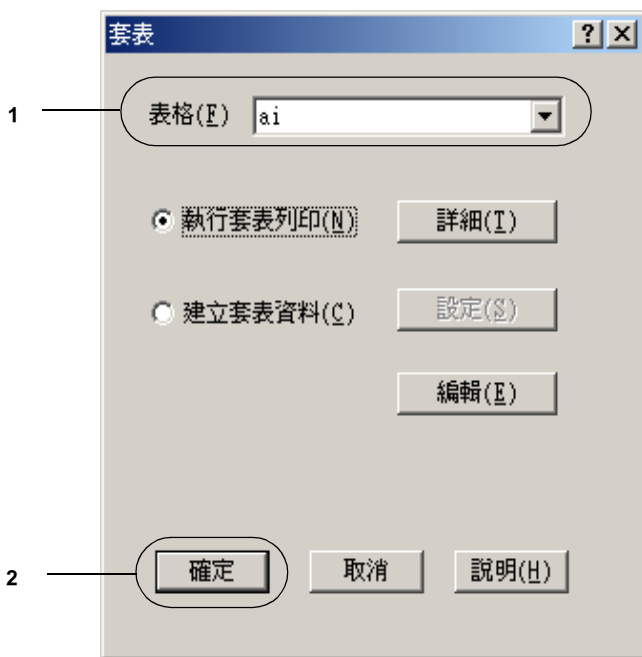 套表
1
表格(F) ai
執行套表列印(N) 詳細(T)
建立套表資料(C) 設定(S)
編輯(E)
2
確定 取消 說明(H)